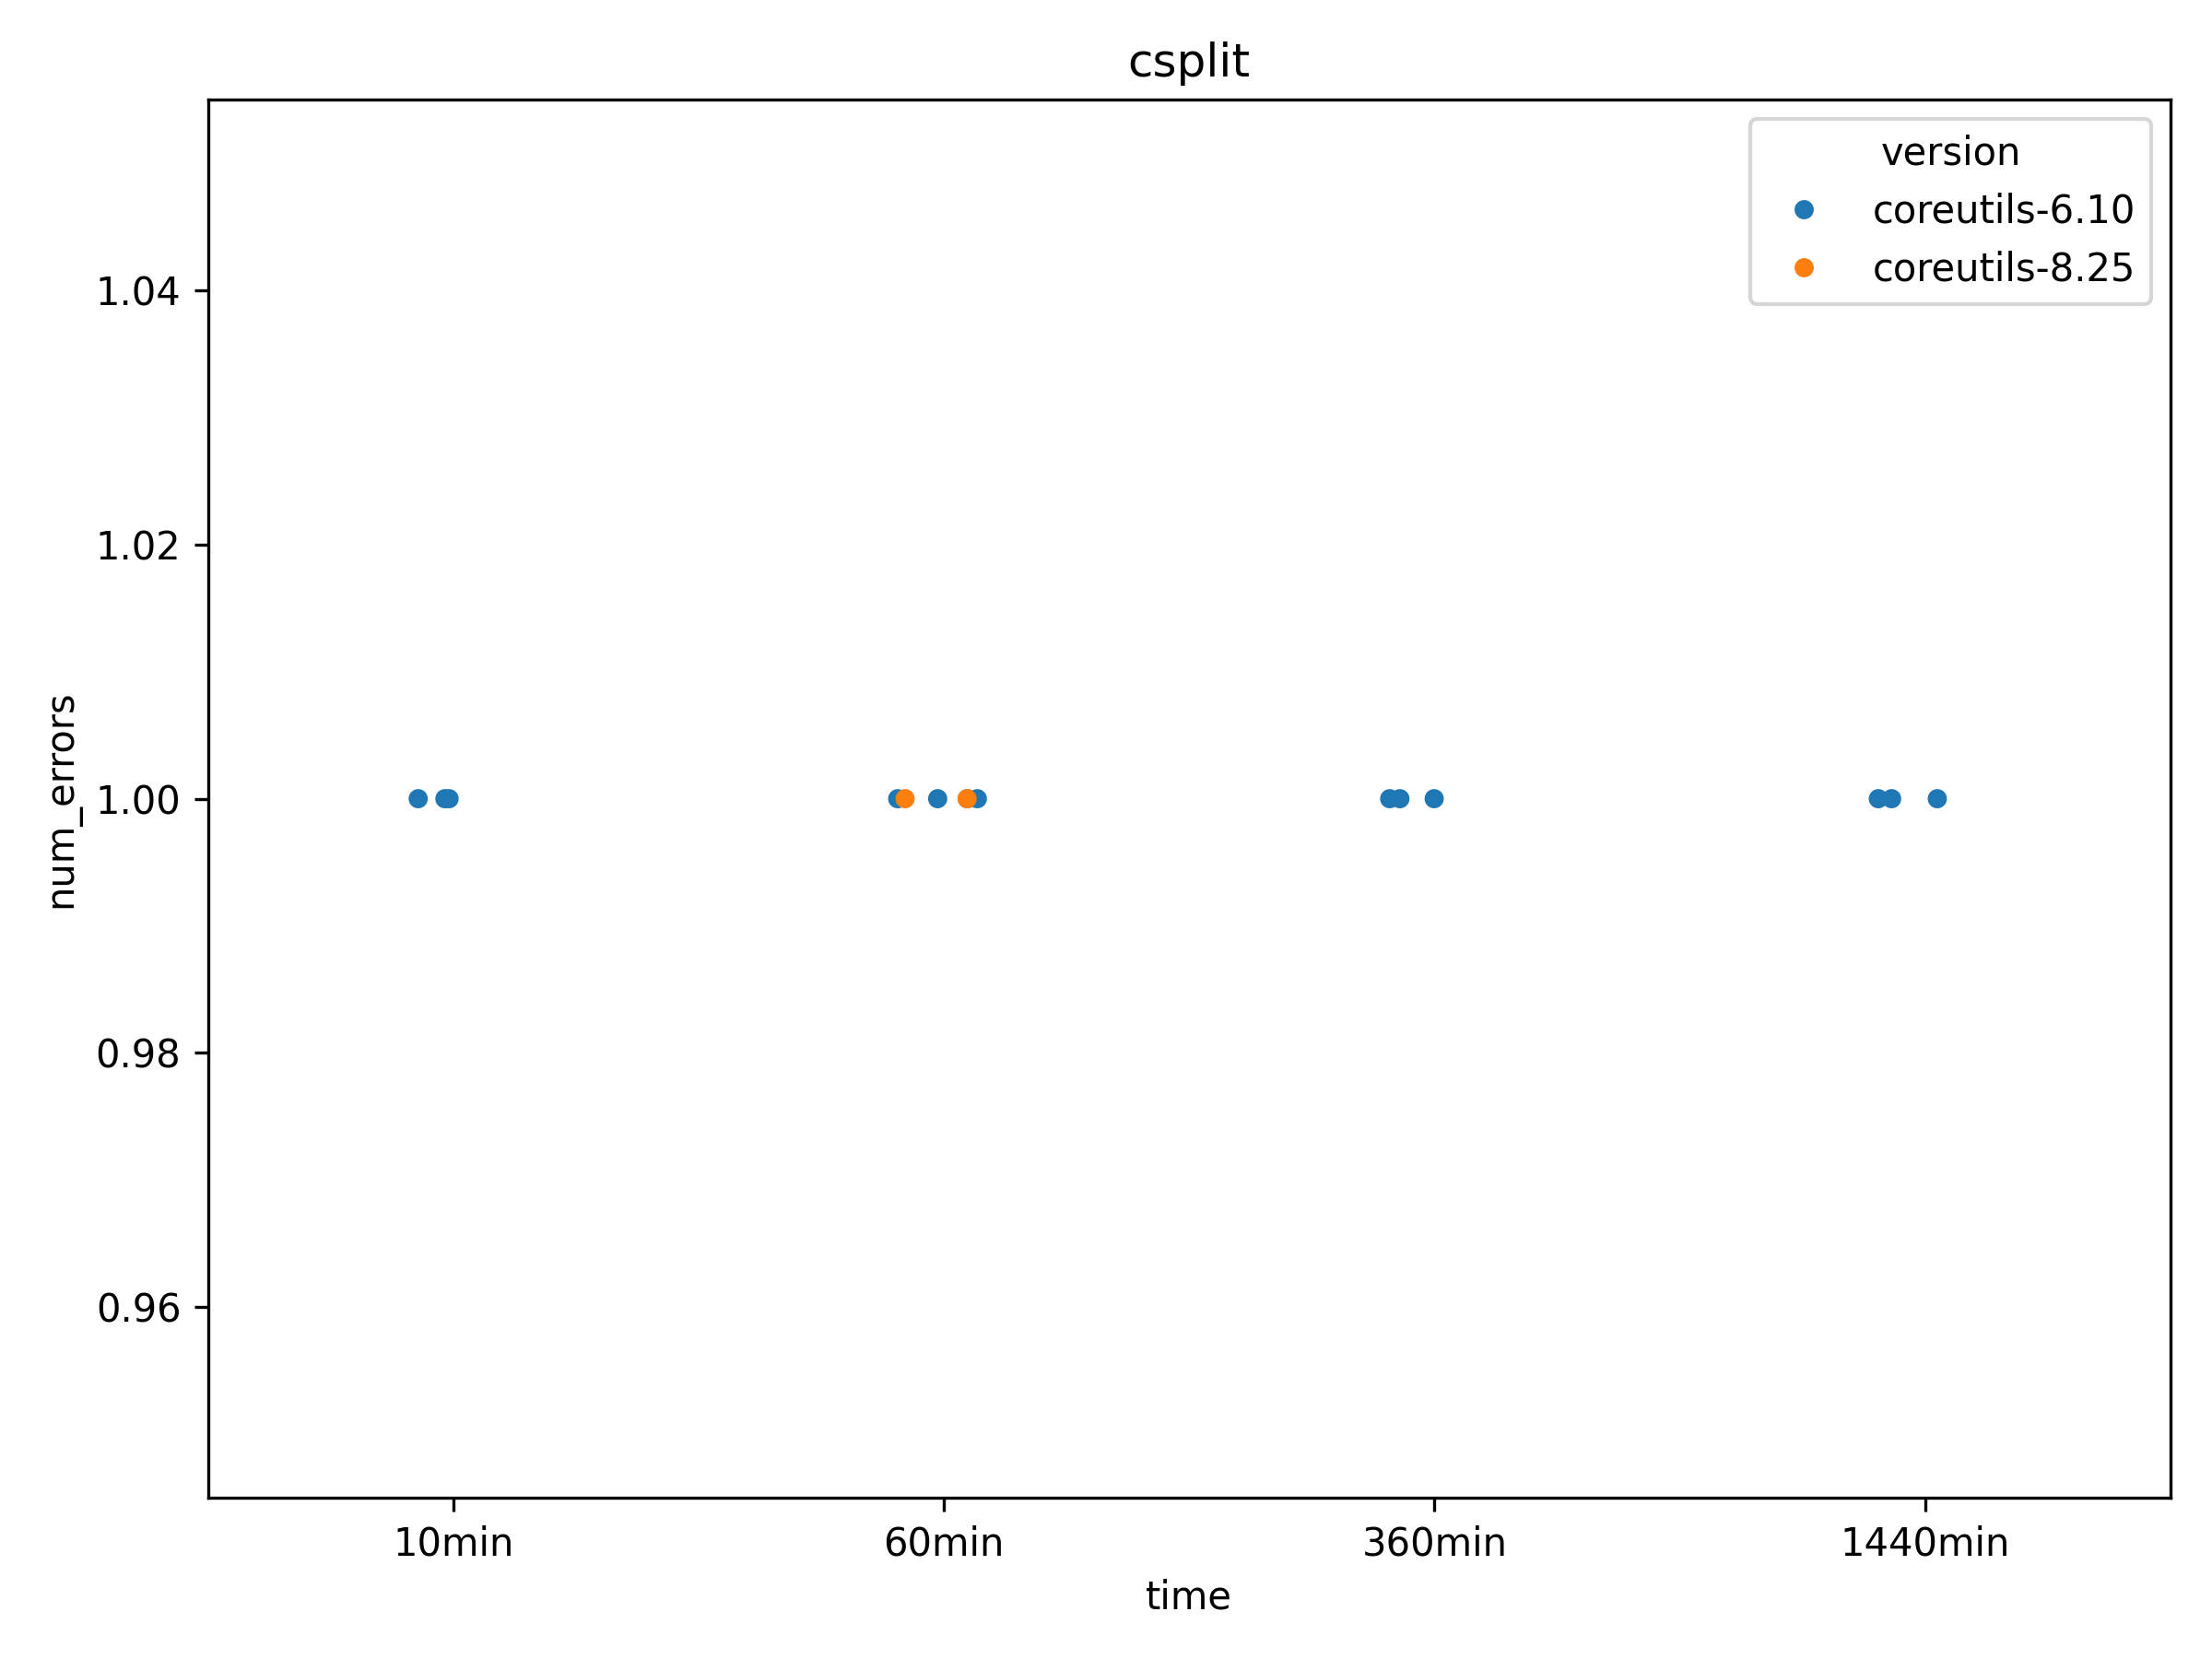 csplit
version
coreutils-6.10
coreutils-8.25
1.04
1.02
1.00
0.98
0.96
num_errors
10min
60min
360min
1440min
time